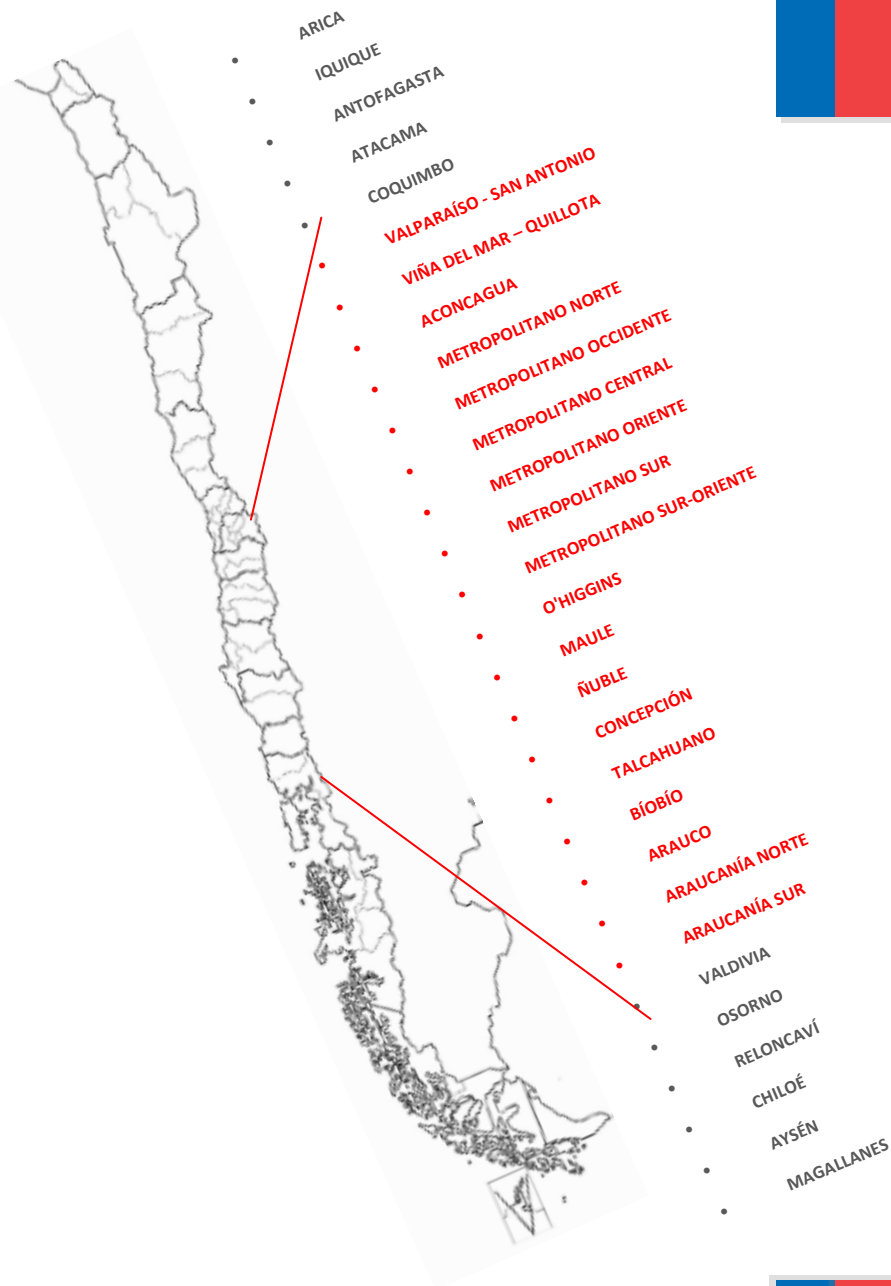 ARICA
IQUIQUE
ANTOFAGASTA
ATACAMA
COQUIMBO
VALPARAÍSO - SAN ANTONIO
VIÑA DEL MAR – QUILLOTA
ACONCAGUA
METROPOLITANO NORTE
METROPOLITANO OCCIDENTE
METROPOLITANO CENTRAL
METROPOLITANO ORIENTE
METROPOLITANO SUR
METROPOLITANO SUR-ORIENTE
O'HIGGINS
MAULE
ÑUBLE
CONCEPCIÓN
TALCAHUANO
BÍOBÍO
ARAUCO
ARAUCANÍA NORTE
ARAUCANÍA SUR
VALDIVIA
OSORNO
RELONCAVÍ
CHILOÉ
AYSÉN
MAGALLANES